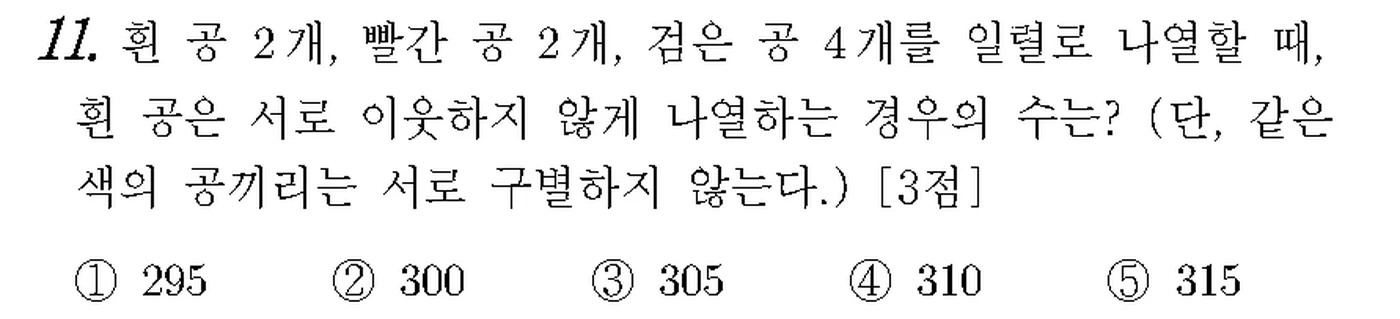 11. 흰 공 2개, 빨간 공 2개, 검은 공 4개를 일렬로 나열할 때,
흰 공은 서로 이웃하지 않게 나열하는 경우의 수는? (단, 같은
색의 공끼리는 서로 구별하지 않는다.) [3점]
① 295 ② 300 ③ 305 ④ 310 ⑤ 315